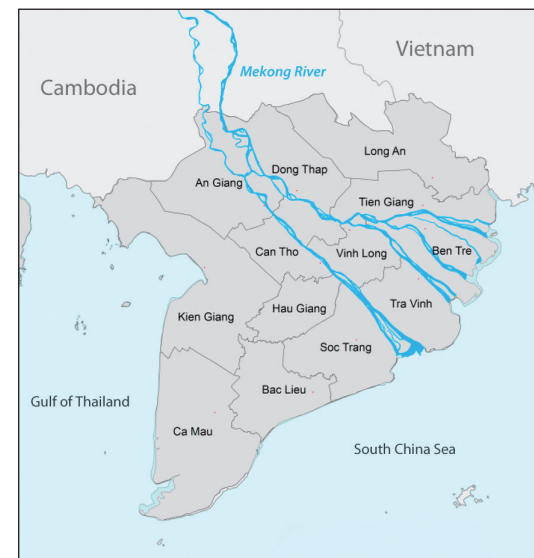 Vietnam
Mekong River
Cambodia
Long An
Dong Thap
An Giang
Tien Giang
Can Tho
Vinh Long
Ben Tre
Tra Vinh
Hau Giang
Kien Giang
Soc Trang
Bac Lieu
Gulf of Thailand
Ca Mau
South China Sea